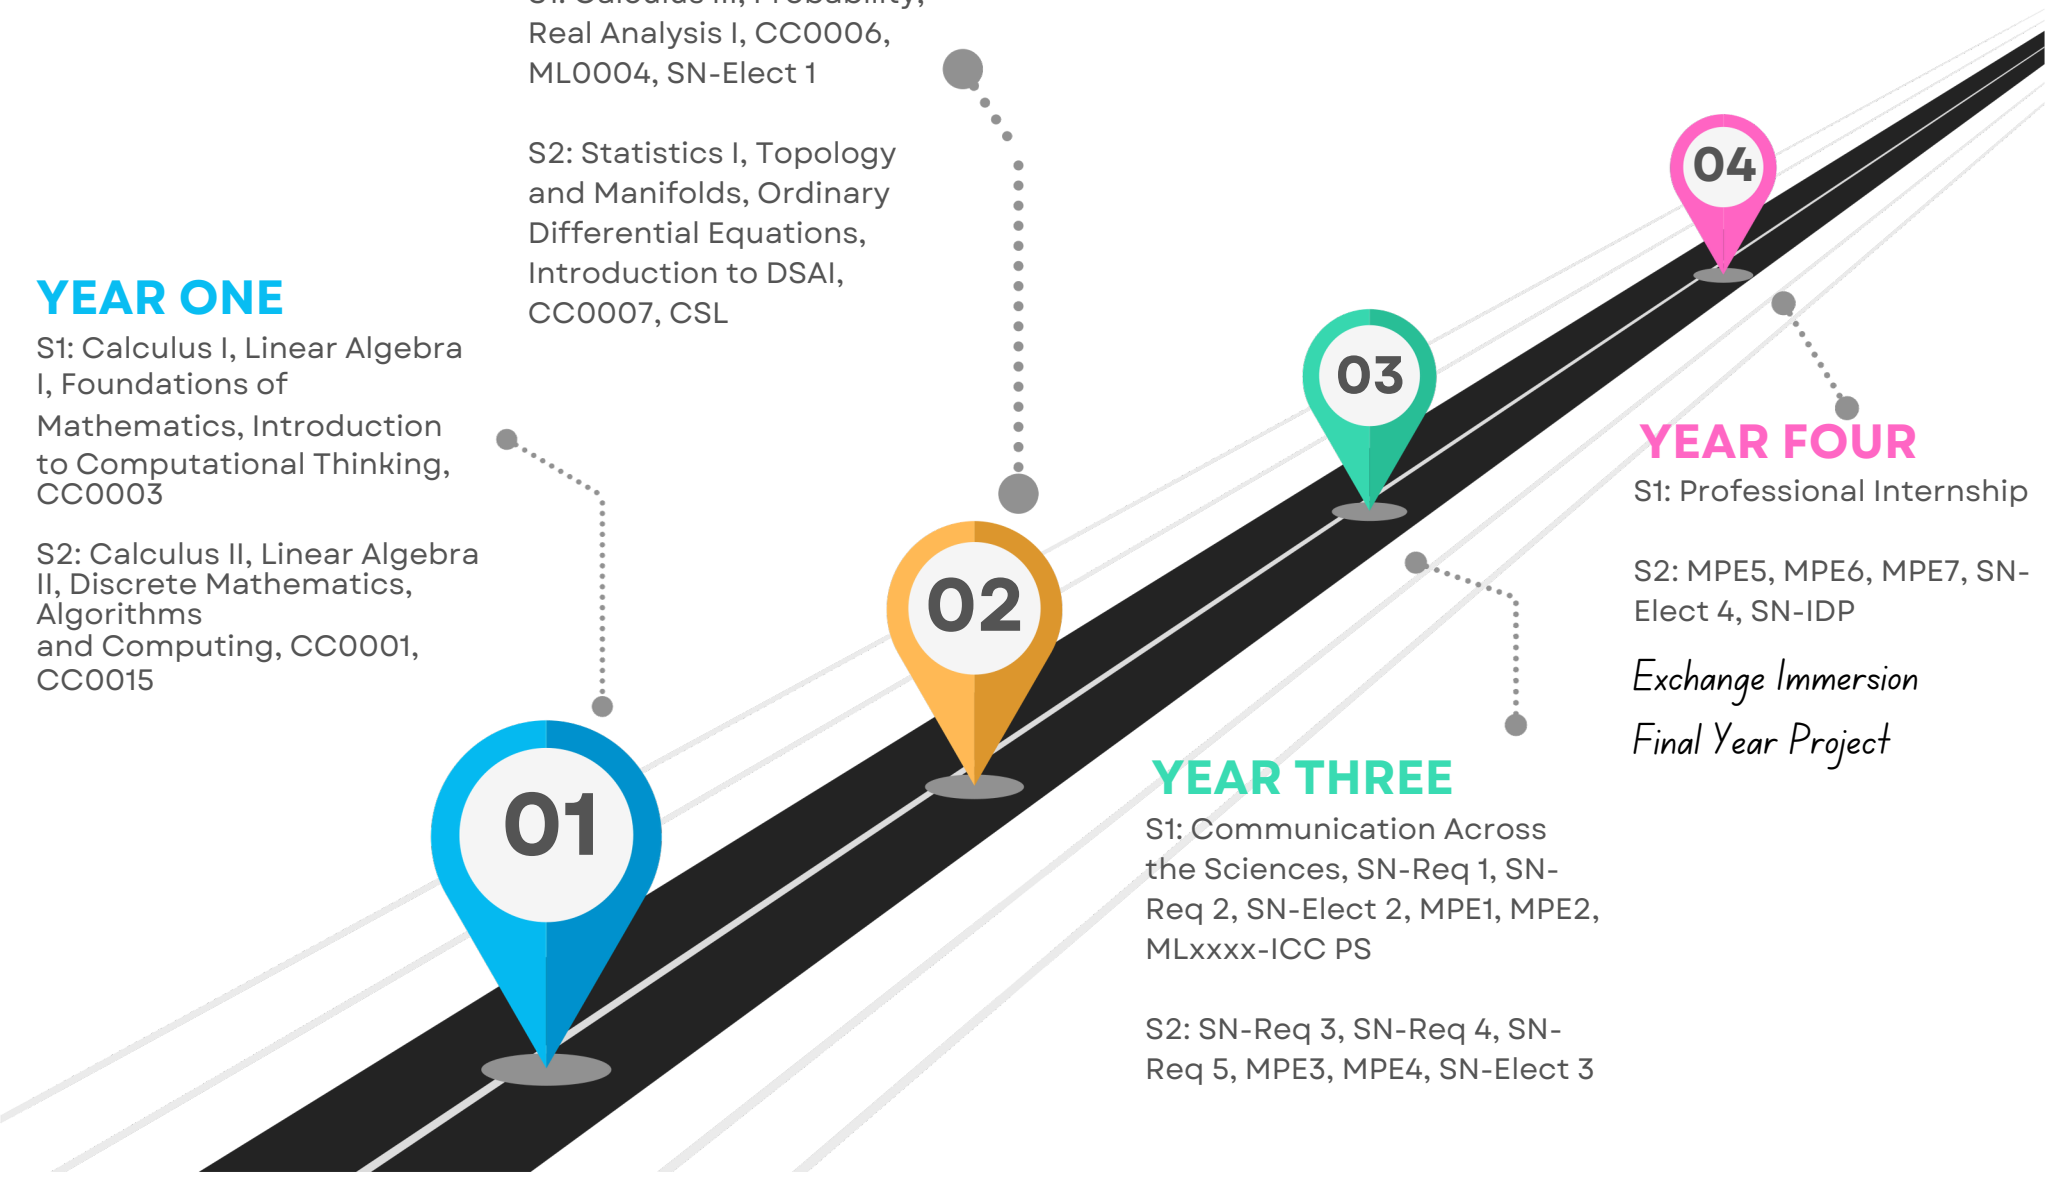 S1: Calculus III, Probability,
Real Analysis I, CC0006,
ML0004, SN-Elect 1
S2: Statistics I, Topology
and Manifolds, Ordinary
Differential Equations,
Introduction to DSAI,
CC0007, CSL
YEAR ONE
S1: Calculus I, Linear Algebra
I, Foundations of
Mathematics, Introduction
to Computational Thinking,
CC0003
S2: Calculus II, Linear Algebra
II, Discrete Mathematics,
Algorithms
and Computing, CC0001,
CC0015
01
02
03
04
YEAR THREE
S1: Communication Across
the Sciences, SN-Req 1, SN-
Req 2, SN-Elect 2, MPE1, MPE2,
MLxxxx-ICC PS
S2: SN-Req 3, SN-Req 4, SN-
Req 5, MPE3, MPE4, SN-Elect 3
YEAR FOUR
S1: Professional Internship
S2: MPE5, MPE6, MPE7, SN-
Elect 4, SN-IDP
Exchange Immersion
Final Year Project